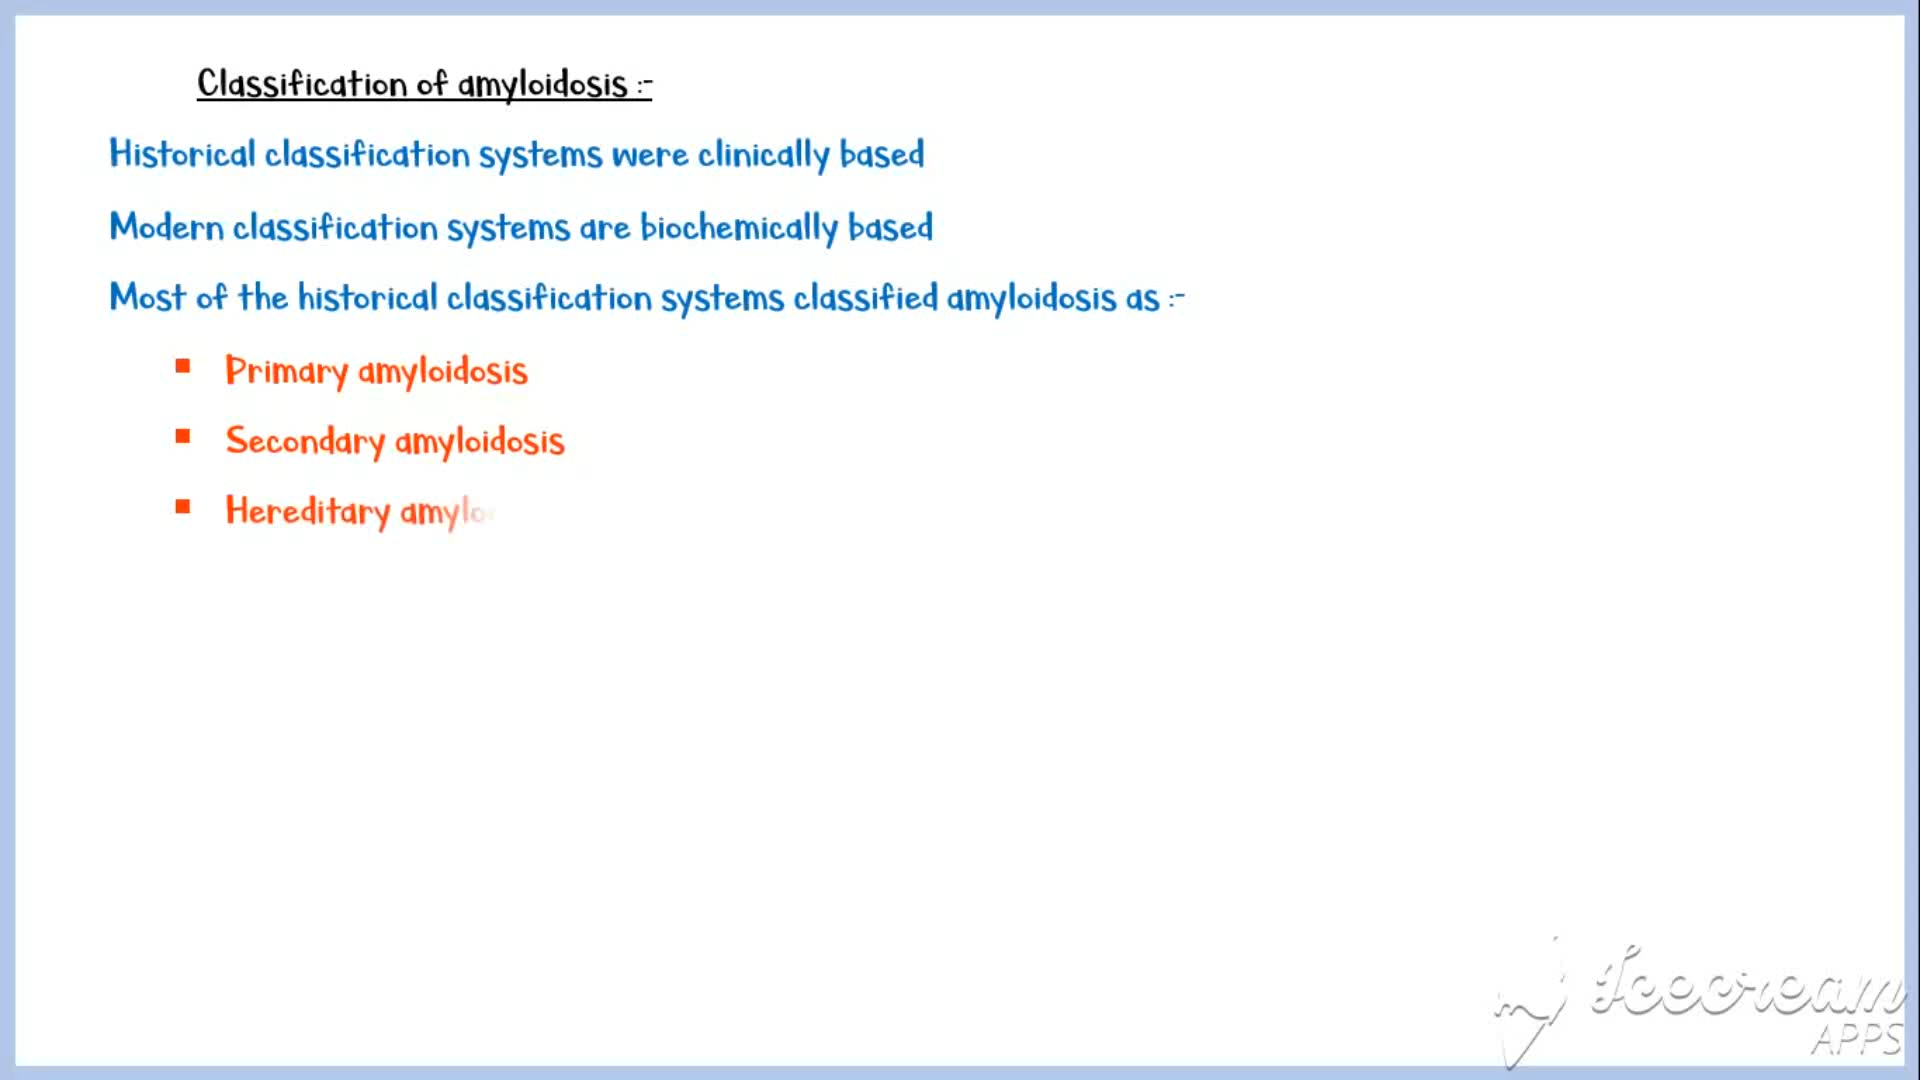 Classification of amyloidosis :-
Historical classification systems were clinically based
Modern classification systems are biochemically based
Most of the historical classification systems classified amyloidosis as :-
▪ Primary amyloidosis
▪ Secondary amyloidosis
▪ Hereditary amylo
Icecream
APPS